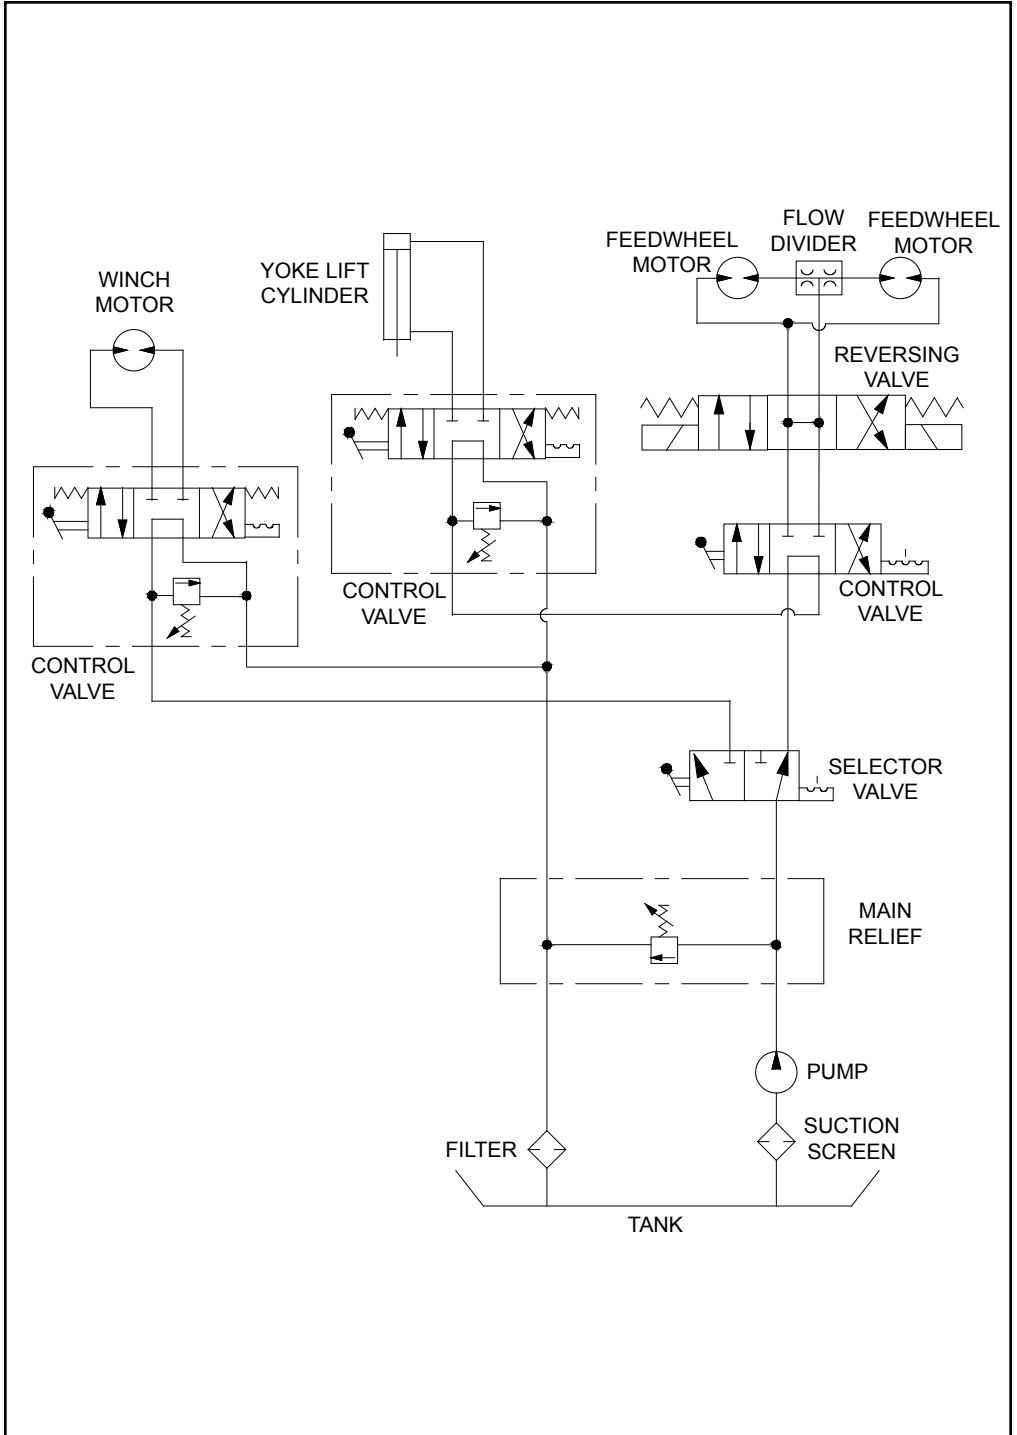 FLOW
DIVIDER
FEEDWHEEL
MOTOR
FEEDWHEEL
MOTOR
YOKE LIFT
CYLINDER
WINCH
MOTOR
REVERSING
VALVE
CONTROL
VALVE
CONTROL
VALVE
CONTROL
VALVE
SELECTOR
VALVE
MAIN
RELIEF
PUMP
SUCTION
SCREEN
FILTER
TANK